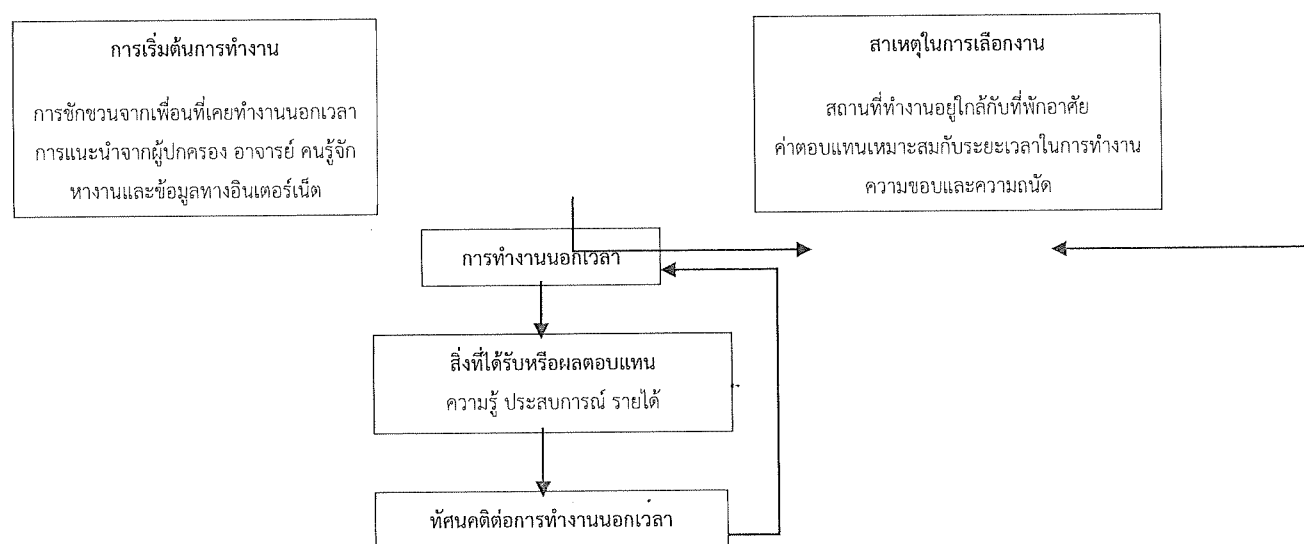 การเริ่มต้นการทำงาน
การชักชวนจากเพื่อนที่เคยทำงานนอกเวลา
การแนะนำจากผู้ปกครอง อาจารย์ คนรู้จัก
หางานและข้อมูลทางอินเตอร์เน็ต
สาเหตุในการเลือกงาน
สถานที่ทำงานอยู่ใกล้กับที่พักอาศัย
ค่าตอบแทนเหมาะสมกับระยะเวลาในการทำงาน
ความชอบและความถนัด
การทำงานนอกเวลา
สิ่งที่ได้รับหรือผลตอบแทน
ความรู้ ประสบการณ์ รายได้
ทัศนคติต่อการทำงานนอกเวลา